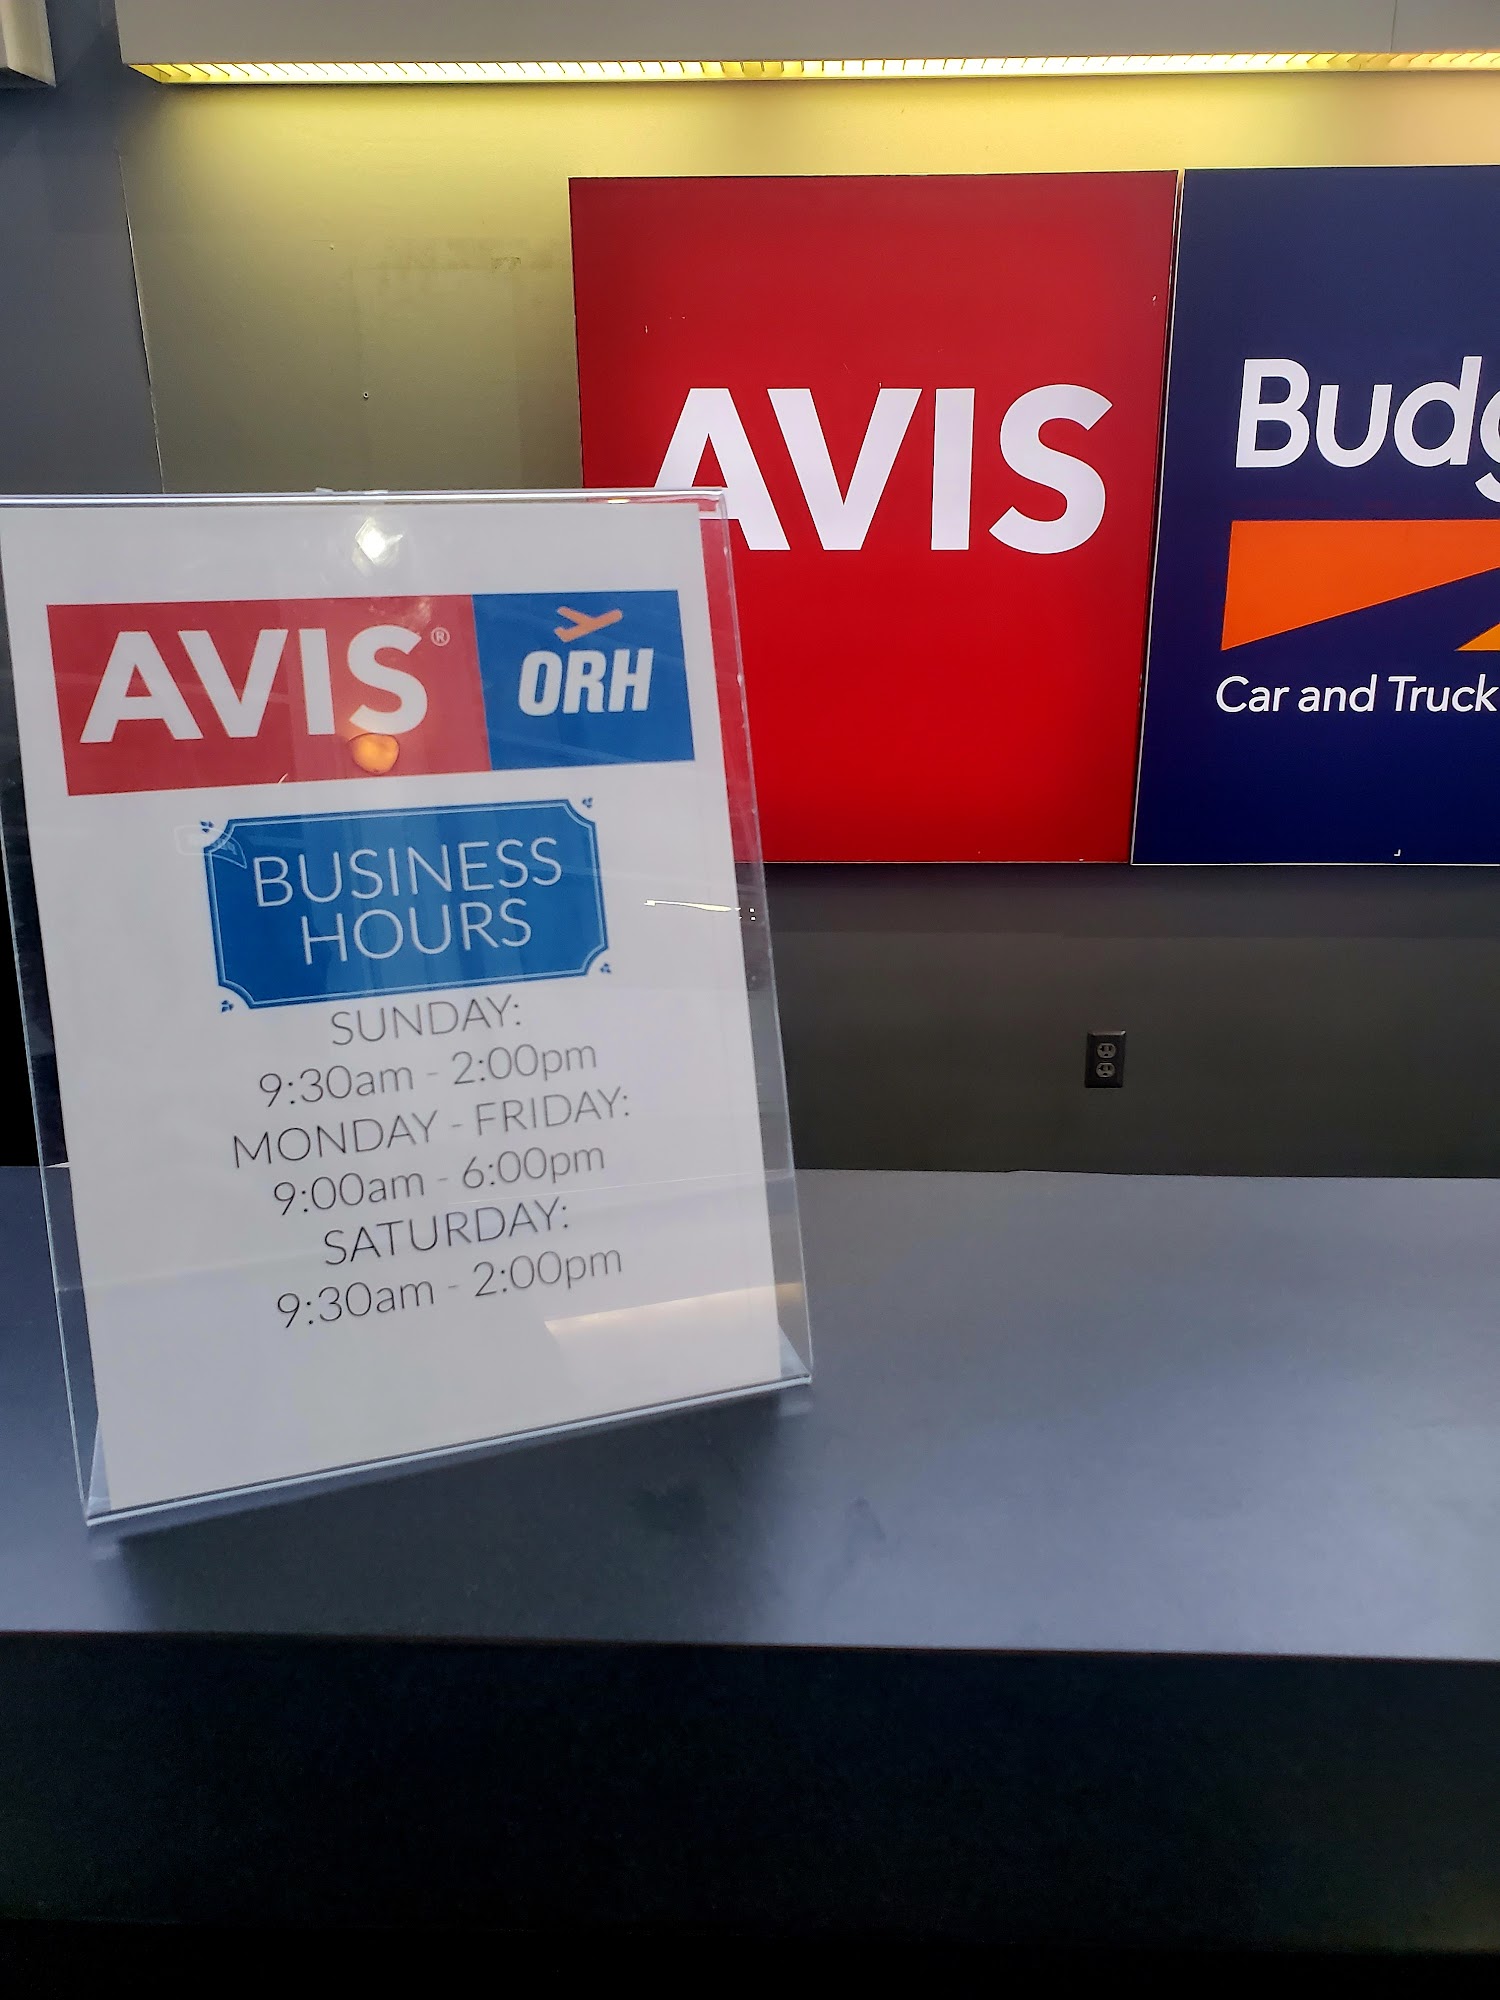 AVIS
Budg
Car and Truck
AVIS®
ORH
BUSINESS
HOURS
SUNDAY:
9:30am - 2:00pm
MONDAY - FRIDAY:
9:00am - 6:00pm
SATURDAY:
9:30am - 2:00pm